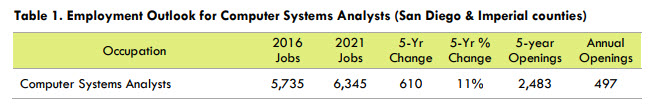 Table 1. Employment Outlook for Computer Systems Analysts (San Diego & Imperial counties)
Occupation 2016 Jobs 2021 Jobs 5-Yr Change 5-Yr % Change 5-year Openings Annual Openings
Computer Systems Analysts 5,735 6,345 610 11% 2,483 497